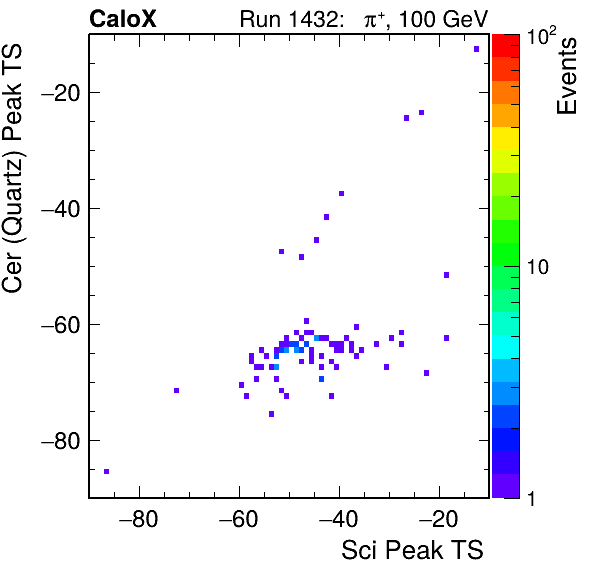 CaloX Run 1432: π⁺, 100 GeV
Cer (Quartz) Peak TS
−20
−40
−60
−80
−80 −60 −40 −20
Sci Peak TS
10²
10
1
Events